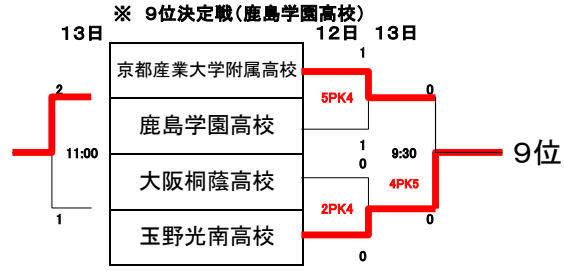 ※ 9位決定戦(鹿島学園高校)
13日 12日 13日
1
京都産業大学附属高校
2 5PK4 0
鹿島学園高校
11:00 1 9:30 9位
0
大阪桐蔭高校 4PK5
1 2PK4 0
玉野光南高校
0